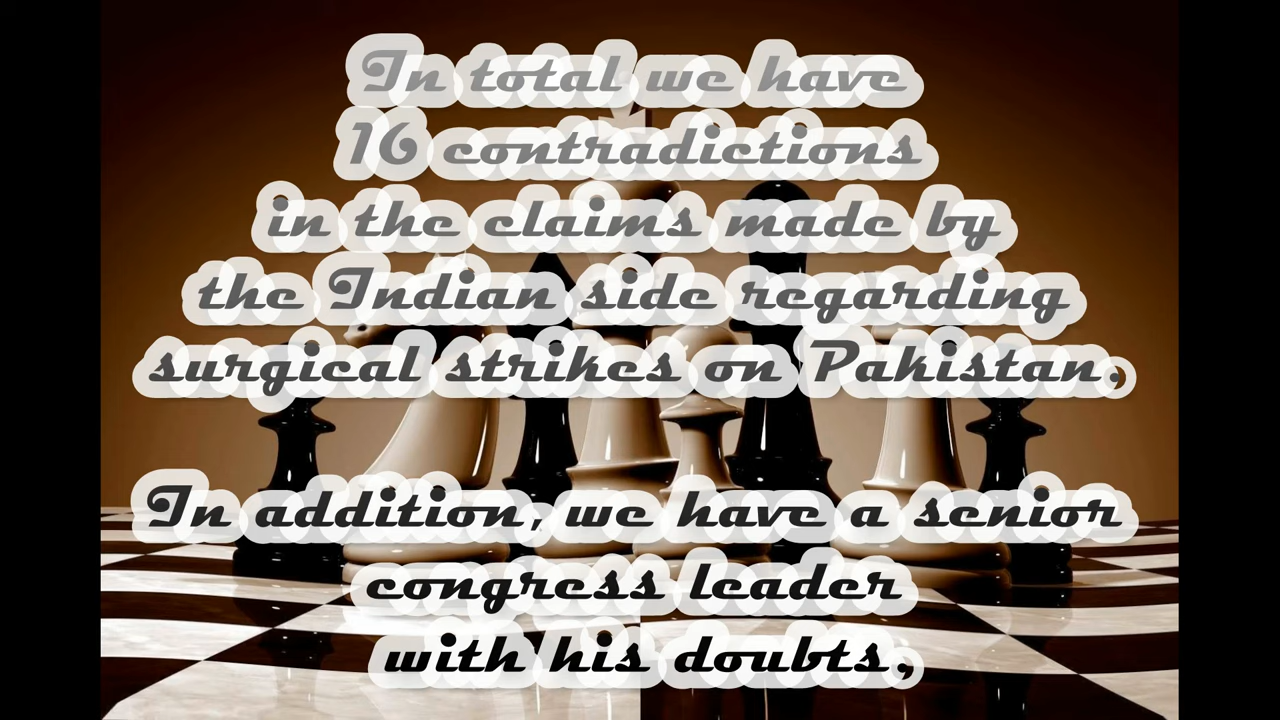 In total we have
16 contradictions
in the claims made by
the Indian side regarding
surgical strikes on Pakistan.
In addition, we have a senior
congress leader
with his doubts,